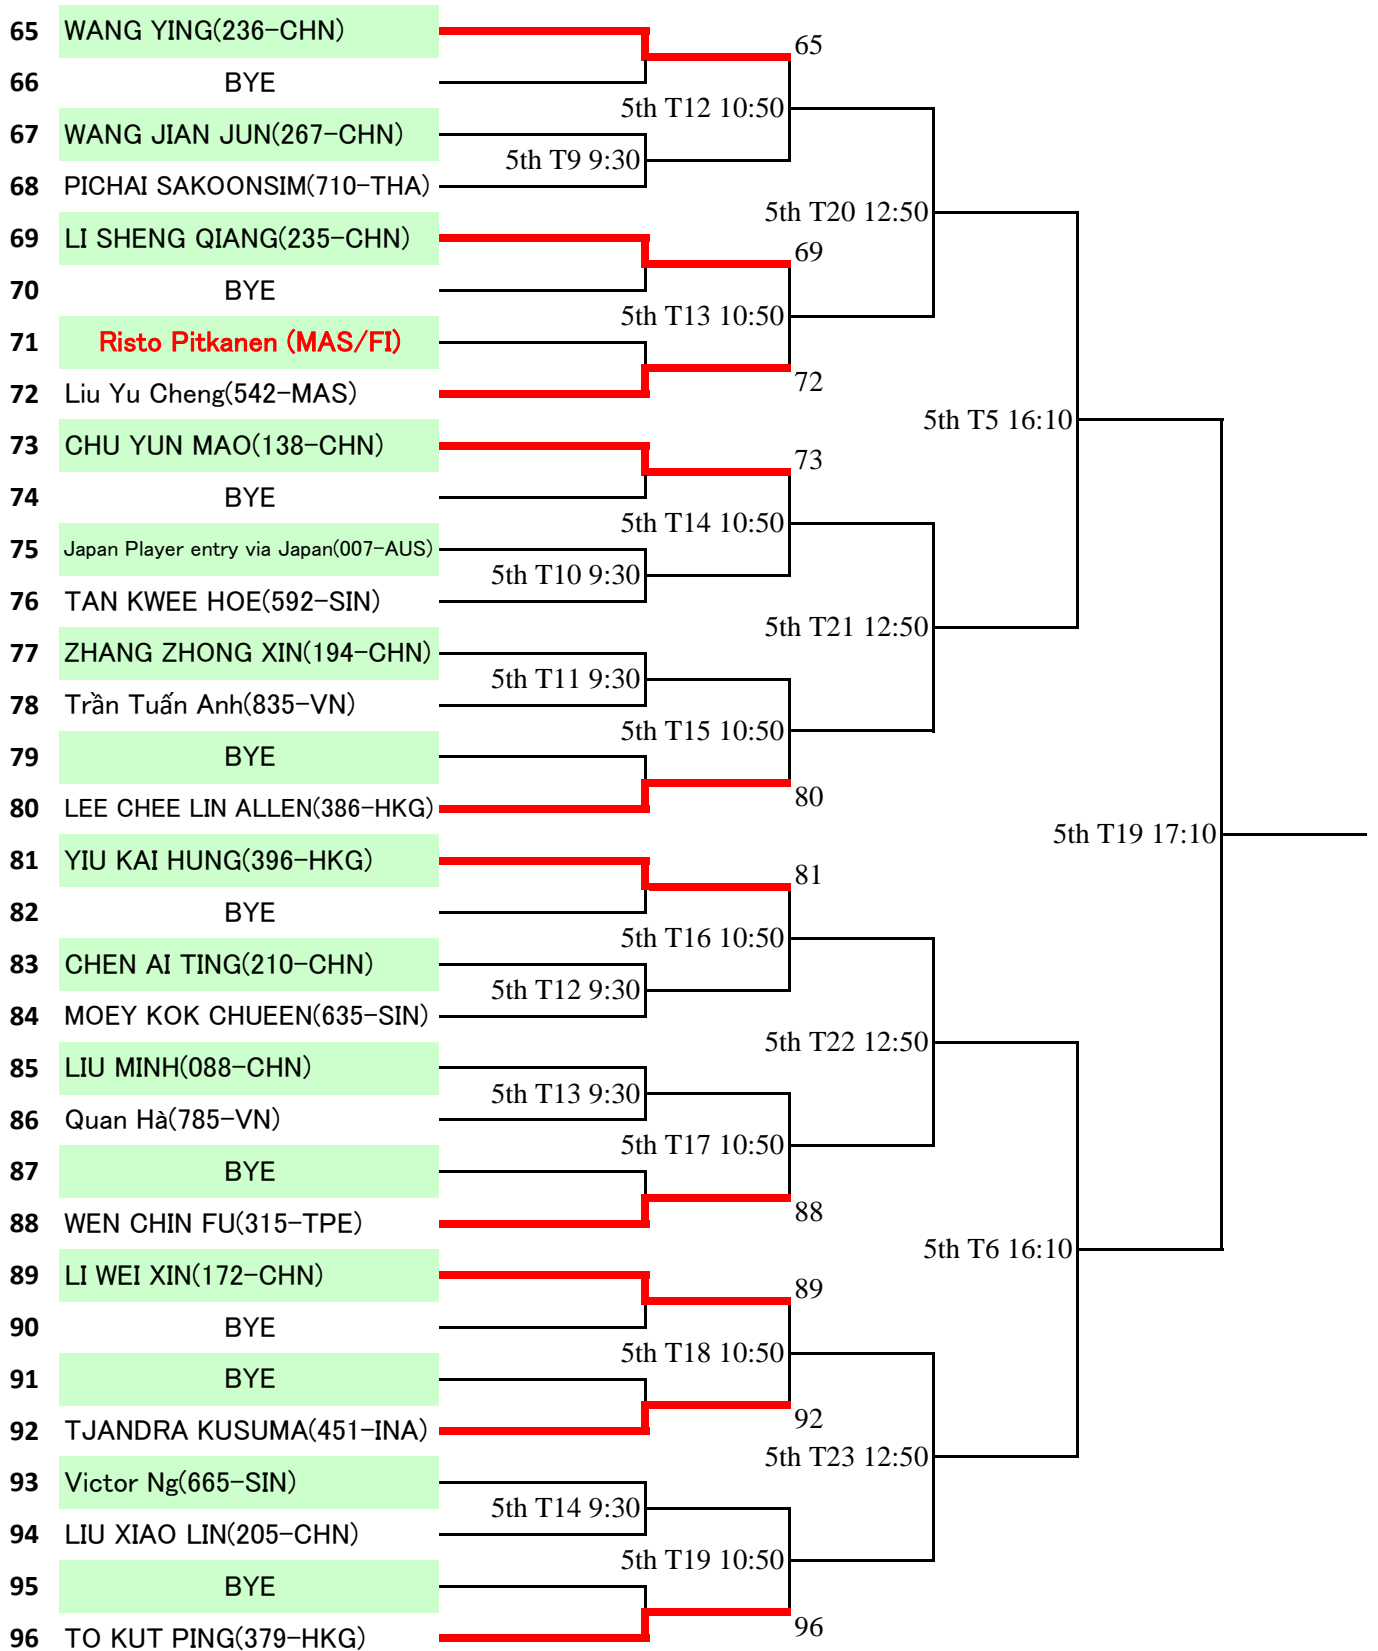 65 WANG YING(236-CHN)
65
66 BYE
5th T12 10:50
67 WANG JIAN JUN(267-CHN)
5th T9 9:30
68 PICHAI SAKOONSIM(710-THA)
5th T20 12:50
69 LI SHENG QIANG(235-CHN)
69
70 BYE
5th T13 10:50
71 Risto Pitkanen (MAS/FI)
72
72 Liu Yu Cheng(542-MAS)
5th T5 16:10
73 CHU YUN MAO(138-CHN)
73
74 BYE
5th T14 10:50
75 Japan Player entry via Japan(007-AUS)
5th T10 9:30
76 TAN KWEE HOE(592-SIN)
5th T21 12:50
77 ZHANG ZHONG XIN(194-CHN)
5th T11 9:30
78 Trần Tuấn Anh(835-VN)
5th T15 10:50
79 BYE
80
80 LEE CHEE LIN ALLEN(386-HKG)
5th T19 17:10
81 YIU KAI HUNG(396-HKG)
81
82 BYE
5th T16 10:50
83 CHEN AI TING(210-CHN)
5th T12 9:30
84 MOEY KOK CHUEEN(635-SIN)
5th T22 12:50
85 LIU MINH(088-CHN)
5th T13 9:30
86 Quan Hà(785-VN)
5th T17 10:50
87 BYE
88
88 WEN CHIN FU(315-TPE)
5th T6 16:10
89 LI WEI XIN(172-CHN)
89
90 BYE
5th T18 10:50
91 BYE
92
92 TJANDRA KUSUMA(451-INA)
5th T23 12:50
93 Victor Ng(665-SIN)
5th T14 9:30
94 LIU XIAO LIN(205-CHN)
5th T19 10:50
95 BYE
96
96 TO KUT PING(379-HKG)